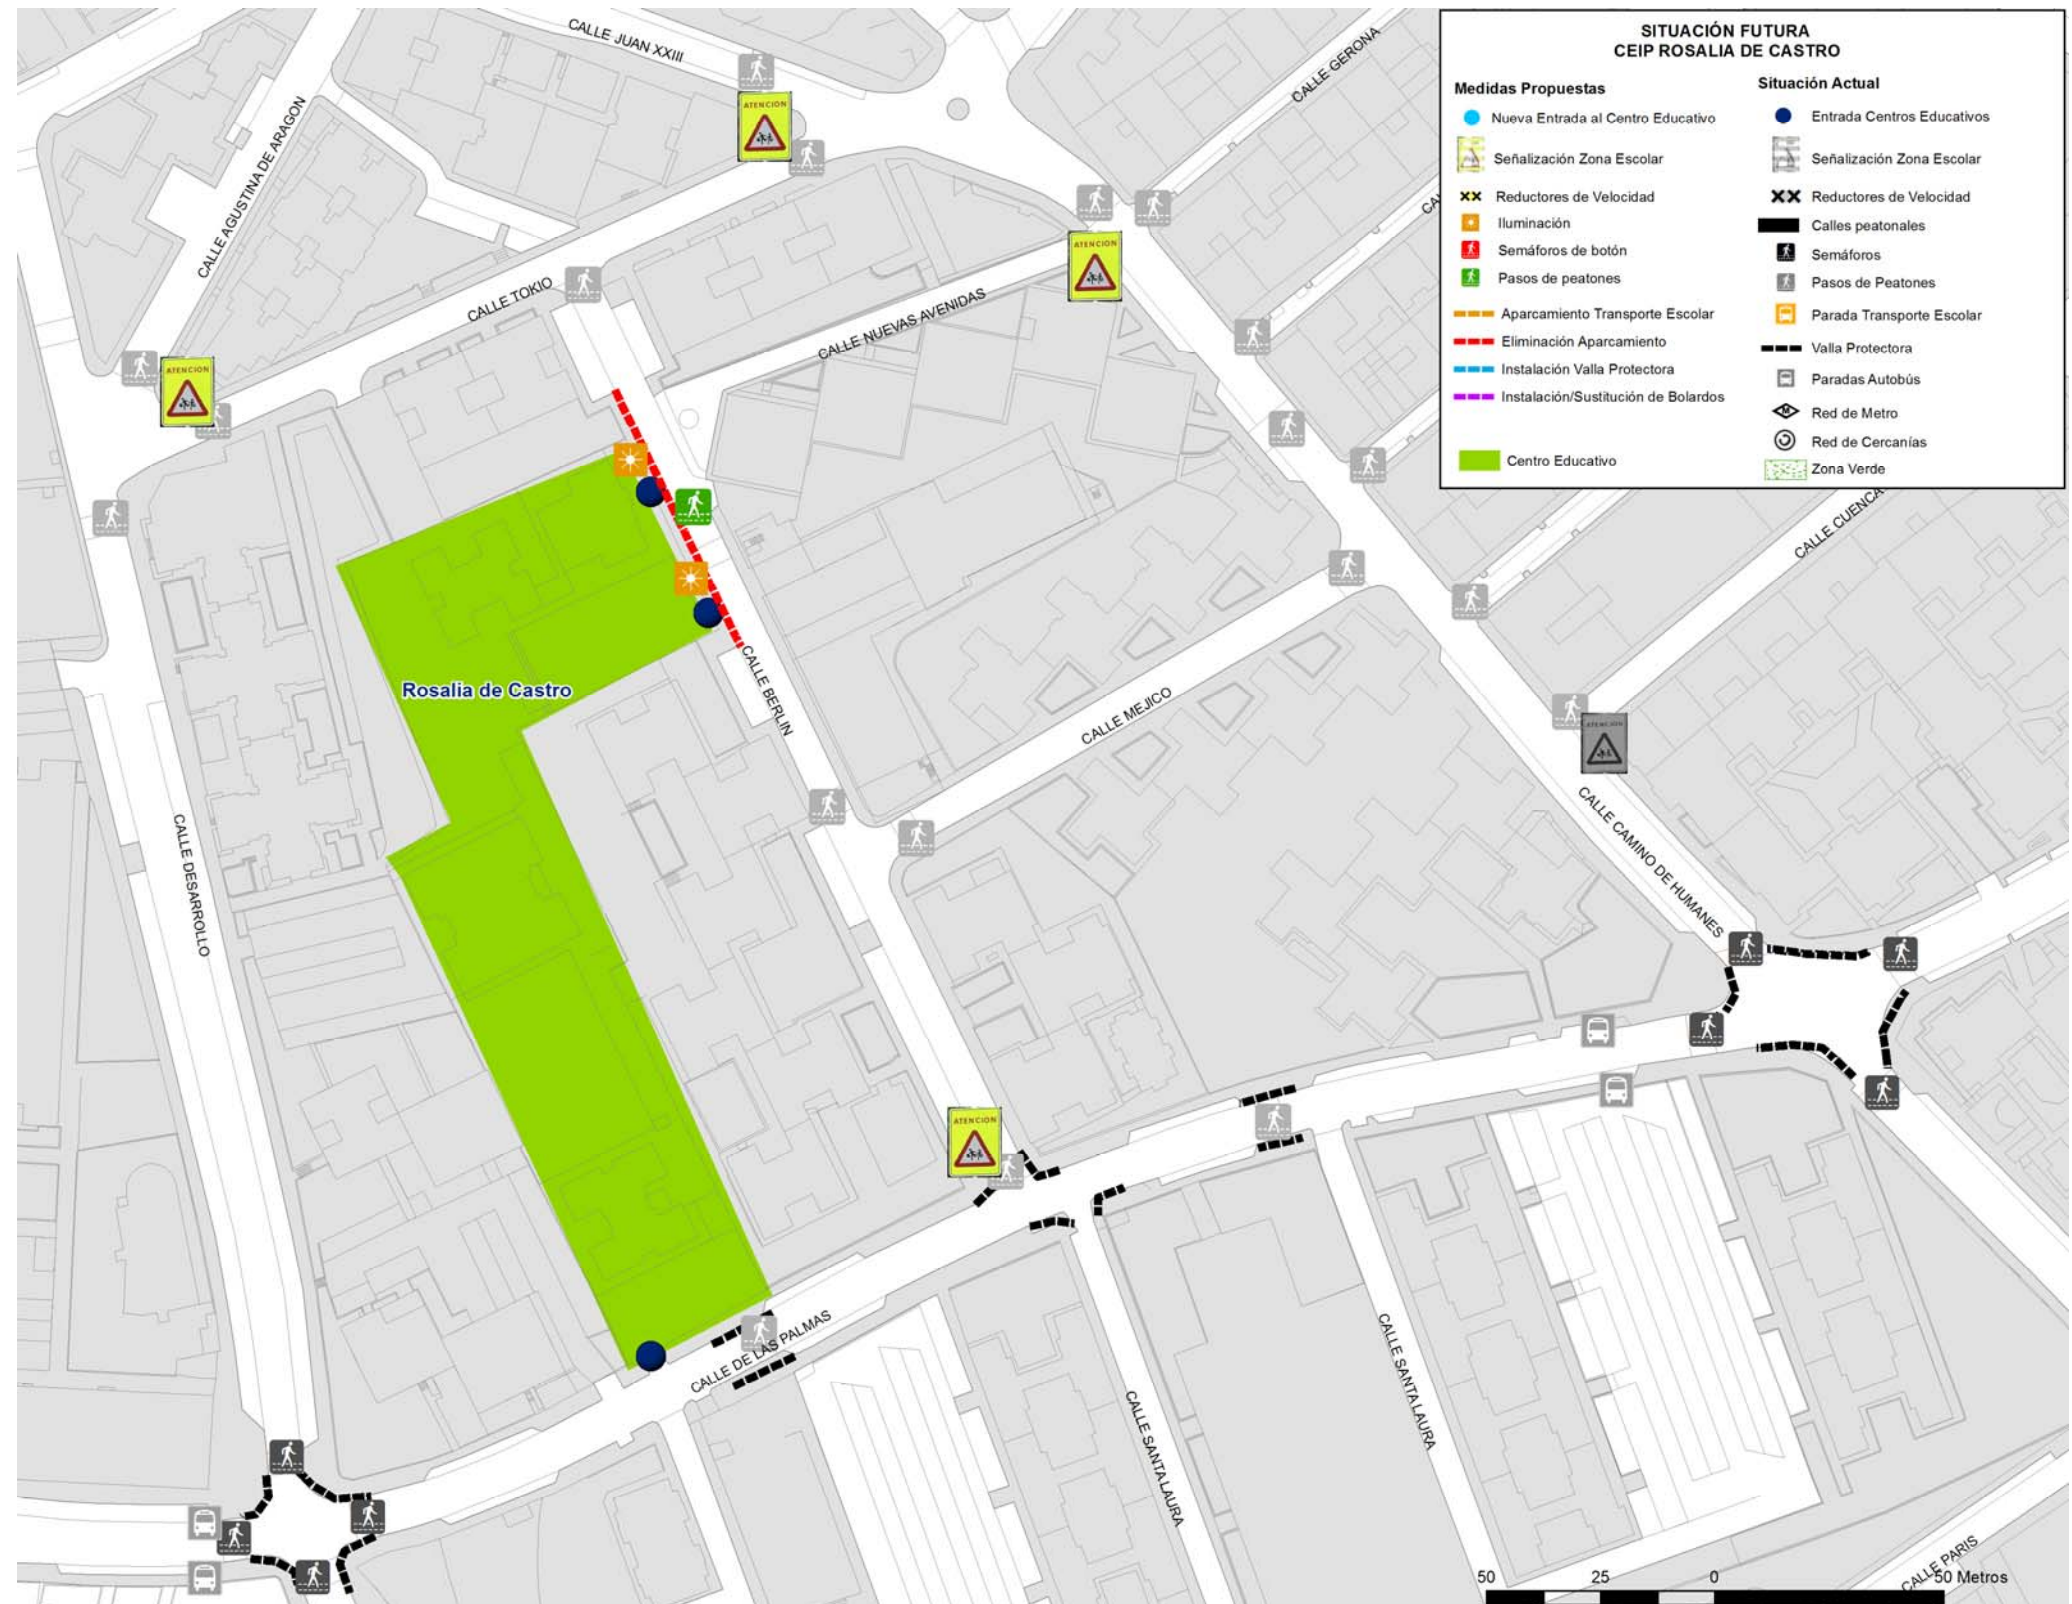 SITUACIÓN FUTURA
CEIP ROSALIA DE CASTRO
Medidas Propuestas
Nueva Entrada al Centro Educativo
Señalización Zona Escolar
Reductores de Velocidad
Iluminación
Semáforos de botón
Pasos de peatones
Aparcamiento Transporte Escolar
Eliminación Aparcamiento
Instalación Valla Protectora
Instalación/Sustitución de Bolardos
Centro Educativo
Situación Actual
Entrada Centros Educativos
Señalización Zona Escolar
Reductores de Velocidad
Calles peatonales
Semáforos
Pasos de Peatones
Parada Transporte Escolar
Valla Protectora
Paradas Autobús
M
Red de Metro
Red de Cercanías
Zona Verde
CALLE JUAN XXIII
CALLE GERONA
ATENCION
CALLE AGUSTINA DE ARAGON
CA
ATENCION
CALLE TOKIO
CALLE NUEVAS AVENIDAS
ATENCION
CALLE CUENCA
Rosalia de Castro
CALLE BERLIN
CALLE MEJICO
ATENCION
CALLE DESARROLLO
CALLE CAMINO DE HUMANES
ATENCION
CALLE DE LAS PALMAS
CALLE SANTA LAURA
CALLE SANTA LAURA
CALLE PARIS
50 25 0 50 Metros